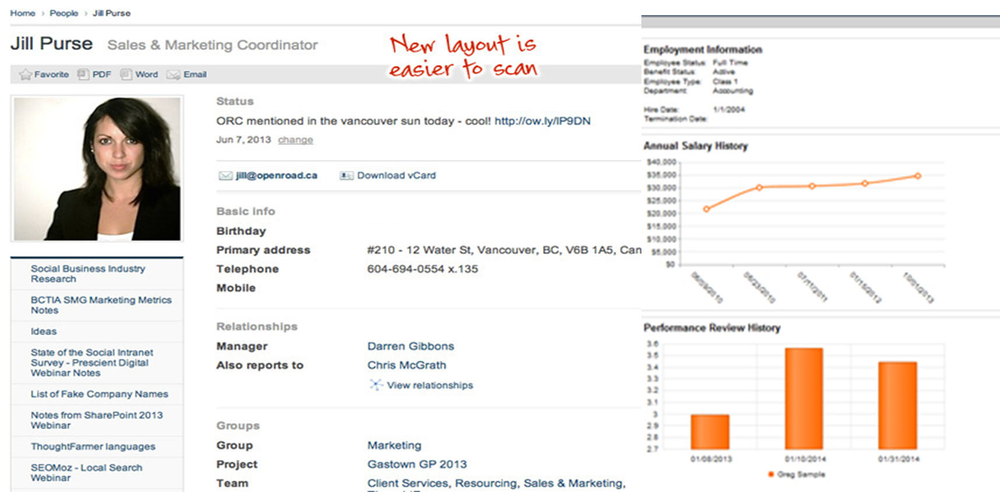 Home › People › Jill Purse
Jill Purse Sales & Marketing Coordinator
New layout is
easier to scan
Favorite PDF Word Email
Status
ORC mentioned in the vancouver sun today - cool! http://ow.ly/lP9DN
Jun 7, 2013 change
jill@openroad.ca Download vCard
Basic info
Birthday
Primary address #210 - 12 Water St, Vancouver, BC, V6B 1A5, Can
Telephone 604-694-0554 x.135
Mobile
Relationships
Manager Darren Gibbons
Also reports to Chris McGrath
View relationships
Groups
Group Marketing
Project Gastown GP 2013
Team Client Services, Resourcing, Sales & Marketing,
Social Business Industry
Research
BCTIA SMG Marketing Metrics
Notes
Ideas
State of the Social Intranet
Survey - Prescient Digital
Webinar Notes
List of Fake Company Names
Notes from SharePoint 2013
Webinar
ThoughtFarmer languages
SEOMoz - Local Search
Webinar
Employment Information
Employee Status: Full Time
Benefit Status: Active
Employee Type: Class 1
Department: Accounting
Hire Date: 1/1/2004
Termination Date:
Annual Salary History
$40,000
$35,000
$30,000
$25,000
$20,000
$15,000
$10,000
$5,000
$0
07/11/2011 01/15/2012 10/01/2013
Performance Review History
3.6
3.5
3.4
3.3
3.2
3.1
3
2.9
2.8
2.7
01/08/2013 01/10/2014 01/31/2014
Greg Sample